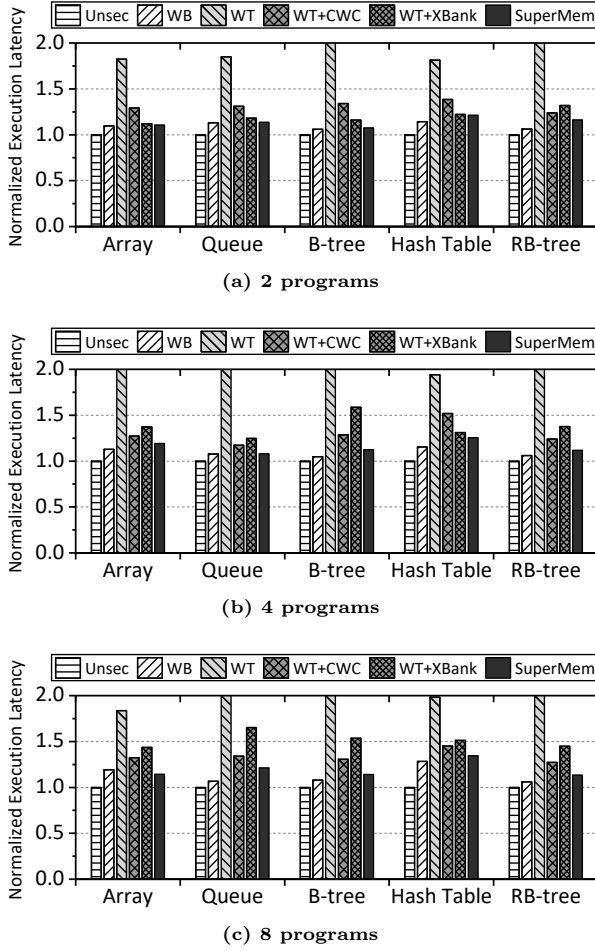 Unsec WB WT WT+CWC WT+XBank SuperMem
Normalized Execution Latency
2.0
1.5
1.0
0.5
0.0
Array Queue B-tree Hash Table RB-tree
(a) 2 programs
Unsec WB WT WT+CWC WT+XBank SuperMem
Normalized Execution Latency
2.0
1.5
1.0
0.5
0.0
Array Queue B-tree Hash Table RB-tree
(b) 4 programs
Unsec WB WT WT+CWC WT+XBank SuperMem
Normalized Execution Latency
2.0
1.5
1.0
0.5
0.0
Array Queue B-tree Hash Table RB-tree
(c) 8 programs